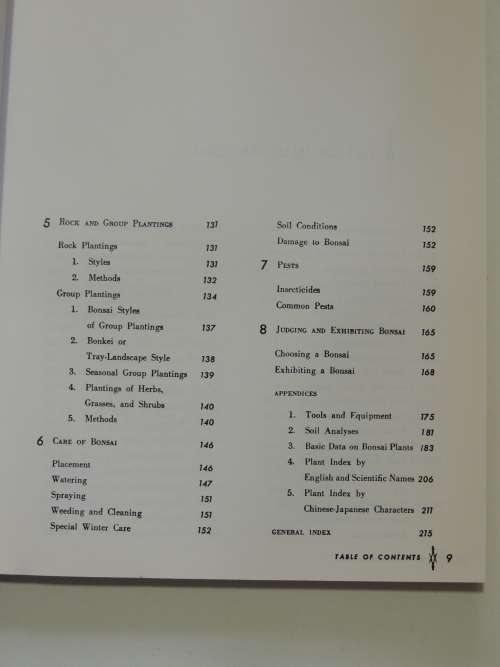 5 ROCK AND GROUP PLANTINGS 131
Rock Plantings 131
1. Styles 131
2. Methods 132
Group Plantings 134
1. Bonsai Styles
of Group Plantings 137
2. Bonkei or
Tray-Landscape Style 138
3. Seasonal Group Plantings 139
4. Plantings of Herbs,
Grasses, and Shrubs 140
5. Methods 140
6 CARE OF BONSAI 146
Placement 146
Watering 147
Spraying 151
Weeding and Cleaning 151
Special Winter Care 152
Soil Conditions 152
Damage to Bonsai 152
7 PESTS 159
Insecticides 159
Common Pests 160
8 JUDGING AND EXHIBITING BONSAI 165
Choosing a Bonsai 165
Exhibiting a Bonsai 168
APPENDICES
1. Tools and Equipment 175
2. Soil Analyses 181
3. Basic Data on Bonsai Plants 183
4. Plant Index by
English and Scientific Names 206
5. Plant Index by
Chinese-Japanese Characters 211
GENERAL INDEX 215
TABLE OF CONTENTS 9